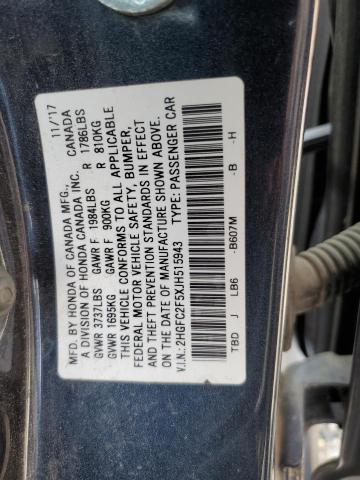 MFD. BY HONDA OF CANADA MFG., 11/17
A DIVISION OF HONDA CANADA INC. CANADA
GVWR 3737LBS GAWR F 1984LBS R 1786LBS
GVWR 1695KG GAWR F 900KG R 810KG
THIS VEHICLE CONFORMS TO ALL APPLICABLE
FEDERAL MOTOR VEHICLE SAFETY, BUMPER,
AND THEFT PREVENTION STANDARDS IN EFFECT
ON THE DATE OF MANUFACTURE SHOWN ABOVE.
V.I.N.: 2HGFC2F5XJH515943 TYPE: PASSENGER CAR
TBD J LB6 -B607M -B -H